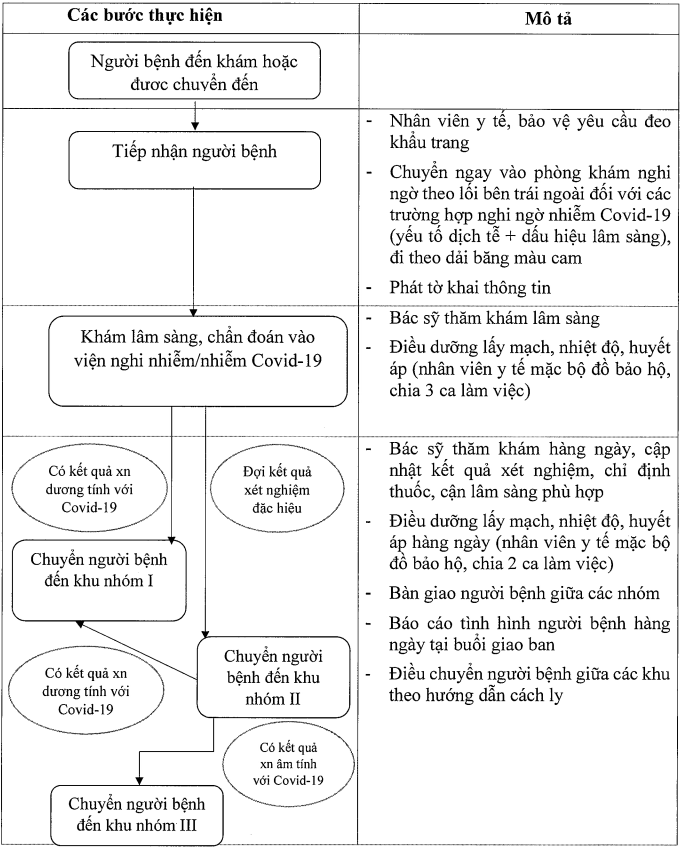 Các bước thực hiện
Mô tả
Người bệnh đến khám hoặc
được chuyển đến
Tiếp nhận người bệnh
- Nhân viên y tế, bảo vệ yêu cầu đeo
khẩu trang
- Chuyển ngay vào phòng khám nghi
ngờ theo lối bên trái ngoài đối với các
trường hợp nghi ngờ nhiễm Covid-19
(yếu tố dịch tễ + dấu hiệu lâm sàng),
đi theo dải băng màu cam
- Phát tờ khai thông tin
Khám lâm sàng, chẩn đoán vào
viện nghi nhiễm/nhiễm Covid-19
- Bác sỹ thăm khám lâm sàng
- Điều dưỡng lấy mạch, nhiệt độ, huyết
áp (nhân viên y tế mặc bộ đồ bảo hộ,
chia 3 ca làm việc)
Có kết quả xn
dương tính với
Covid-19
Đợi kết quả
xét nghiệm
đặc hiệu
Chuyển người bệnh
đến khu nhóm I
Chuyển người
bệnh đến khu
nhóm II
Có kết quả xn
dương tính với
Covid-19
Có kết quả
xn âm tính
với Covid-19
Chuyển người bệnh
đến khu nhóm III
- Bác sỹ thăm khám hàng ngày, cập
nhật kết quả xét nghiệm, chỉ định
thuốc, cận lâm sàng phù hợp
- Điều dưỡng lấy mạch, nhiệt độ, huyết
áp hàng ngày (nhân viên y tế mặc bộ
đồ bảo hộ, chia 2 ca làm việc)
- Bàn giao người bệnh giữa các nhóm
- Báo cáo tình hình người bệnh hàng
ngày tại buổi giao ban
- Điều chuyển người bệnh giữa các khu
theo hướng dẫn cách ly